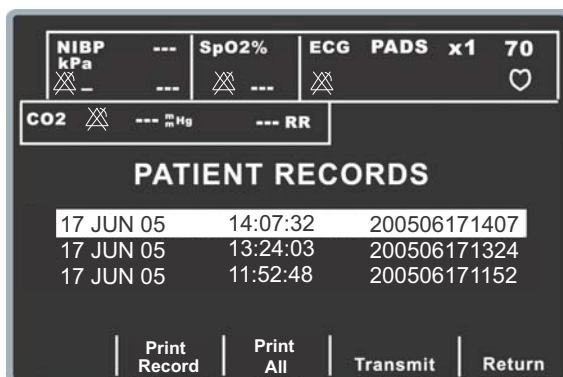 NIBP --- SpO2% ECG PADS x1 70
kPa
– --- ---
CO2 --- mmHg --- RR
PATIENT RECORDS
17 JUN 05 14:07:32 200506171407
17 JUN 05 13:24:03 200506171324
17 JUN 05 11:52:48 200506171152
Print Record Print All Transmit Return